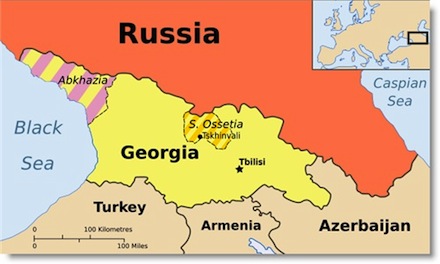 Russia
Abkhazia
Caspian
Sea
Black
Sea
S. Ossetia
Tskhinvali
Georgia
Tbilisi
Turkey
Armenia
Azerbaijan
0
100 Kilometres
0
100 Miles